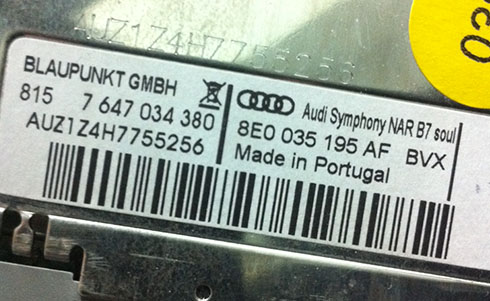 AUZ1Z4H7755256
BLAUPUNKT GMBH
815 7 647 034 380
AUZ1Z4H7755256
Audi Symphony NAR B7 soul
8E0 035 195 AF BVX
Made in Portugal